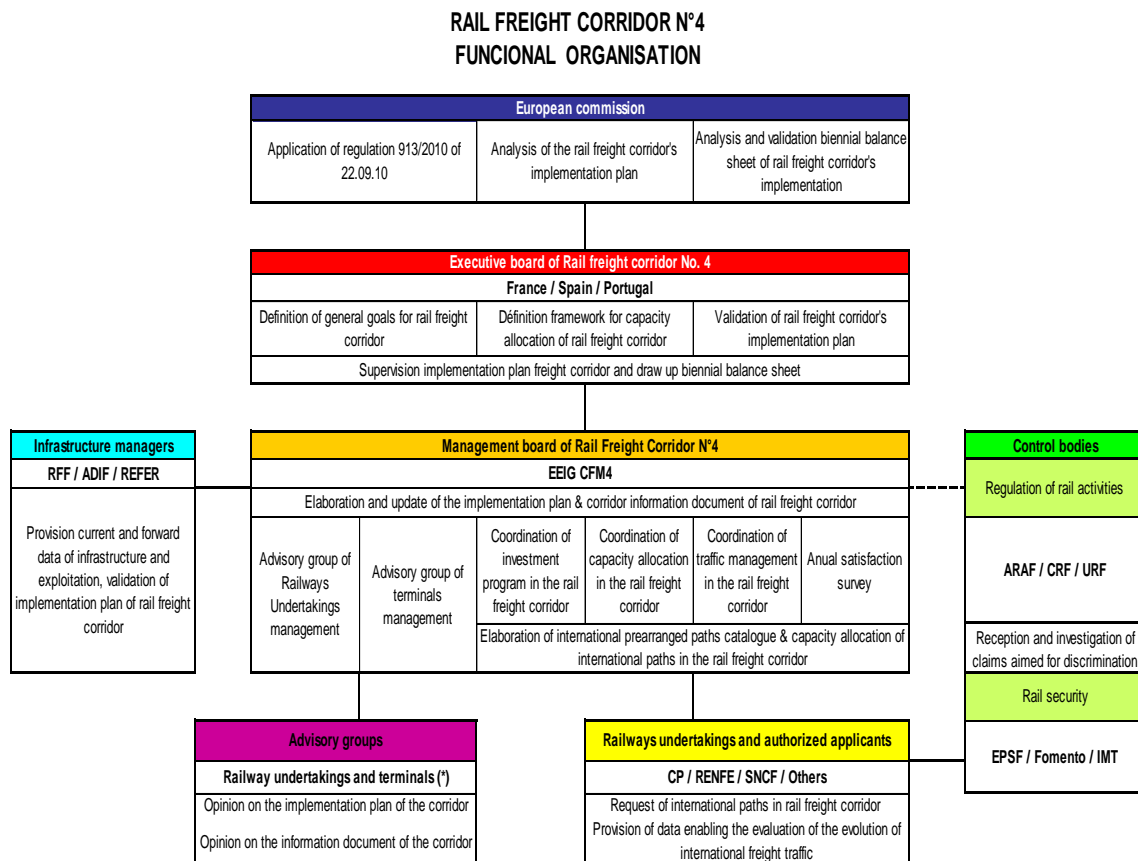 RAIL FREIGHT CORRIDOR N°4
FUNCIONAL ORGANISATION
European commission
Application of regulation 913/2010 of
22.09.10
Analysis of the rail freight corridor's
implementation plan
Analysis and validation biennial balance
sheet of rail freight corridor's
implementation
Executive board of Rail freight corridor No. 4
France / Spain / Portugal
Definition of general goals for rail freight
corridor
Définition framework for capacity
allocation of rail freight corridor
Validation of rail freight corridor's
implementation plan
Supervision implementation plan freight corridor and draw up biennial balance sheet
Infrastructure managers
RFF / ADIF / REFER
Provision current and forward
data of infrastructure and
exploitation, validation of
implementation plan of rail freight
corridor
Management board of Rail Freight Corridor N°4
EEIG CFM4
Elaboration and update of the implementation plan & corridor information document of rail freight corridor
Advisory group of
Railways
Undertakings
management
Advisory group of
terminals
management
Coordination of
investment
program in the rail
freight corridor
Coordination of
capacity allocation
in the rail freight
corridor
Coordination of
traffic management
in the rail freight
corridor
Anual satisfaction
survey
Elaboration of international prearranged paths catalogue & capacity allocation of
international paths in the rail freight corridor
Control bodies
Regulation of rail activities
ARAF / CRF / URF
Reception and investigation of
claims aimed for discrimination
Rail security
EPSF / Fomento / IMT
Advisory groups
Railway undertakings and terminals (*)
Opinion on the implementation plan of the corridor
Opinion on the information document of the corridor
Railways undertakings and authorized applicants
CP / RENFE / SNCF / Others
Request of international paths in rail freight corridor
Provision of data enabling the evaluation of the evolution of
international freight traffic